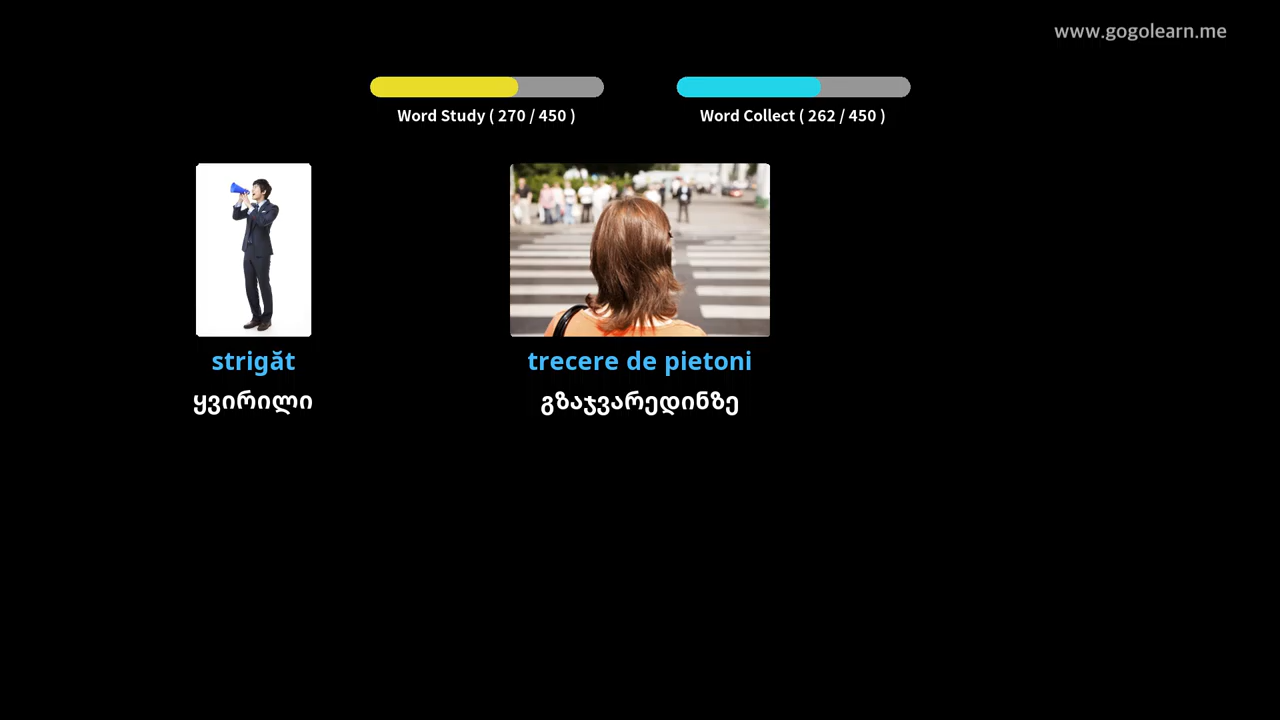 www.gogolearn.me
Word Study ( 270 / 450 )
Word Collect ( 262 / 450 )
strigăt
ყვირილი
trecere de pietoni
გზაჯვარედინზე